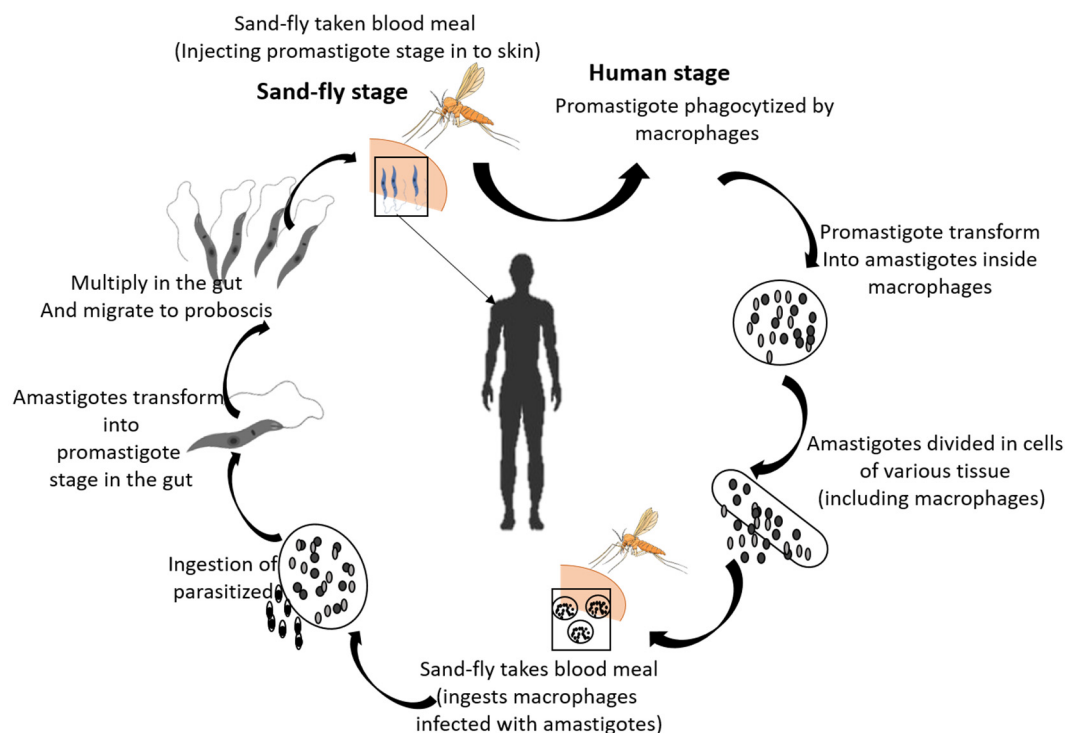 Sand-fly taken blood meal
(Injecting promastigote stage in to skin)
Sand-fly stage
Human stage
Promastigote phagocytized by
macrophages
Promastigote transform
Into amastigotes inside
macrophages
Amastigotes divided in cells
of various tissue
(including macrophages)
Sand-fly takes blood meal
(ingests macrophages
infected with amastigotes)
Ingestion of
parasitized
Amastigotes transform
into
promastigote
stage in the gut
Multiply in the gut
And migrate to proboscis